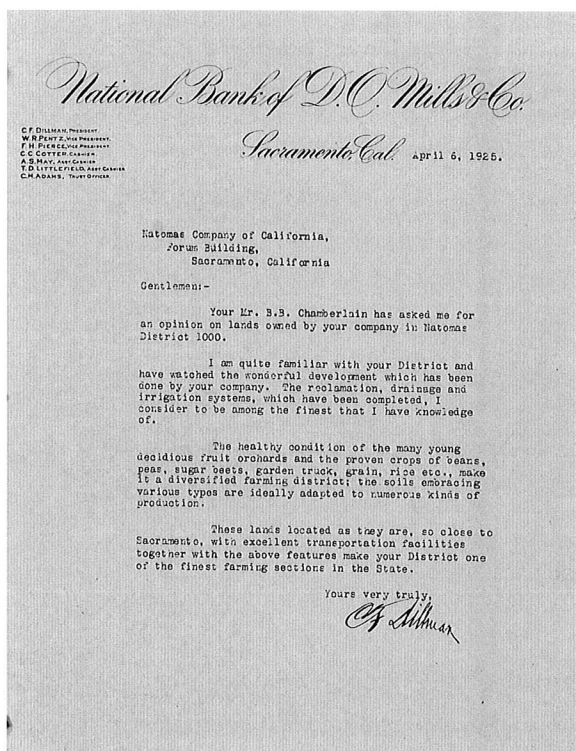 National Bank of D.O. Mills & Co.
C.F. DILLMAN, PRESIDENT.
W.R. PENTZ, VICE PRESIDENT.
F.H. PIERCE, VICE PRESIDENT.
C.C. COTTER, CASHIER.
A.S. MAY, ASST CASHIER
T.D. LITTLEFIELD, ASST CASHIER
C.H. ADAMS, TRUST OFFICER.
Sacramento, Cal. April 6, 1925.
Natomas Company of California,
Forum Building,
Sacramento, California
Gentlemen:-
Your Mr. B.B. Chamberlain has asked me for
an opinion on lands owned by your company in Natomas
District 1000.
I am quite familiar with your District and
have watched the wonderful development which has been
done by your company. The reclamation, drainage and
irrigation systems, which have been completed, I
consider to be among the finest that I have knowledge
of.
The healthy condition of the many young
decidious fruit orchards and the proven crops of beans,
peas, sugar beets, garden truck, grain, rice etc., make
it a diversified farming district; the soils embracing
various types are ideally adapted to numerous kinds of
production.
These lands located as they are, so close to
Sacramento, with excellent transportation facilities
together with the above features make your District one
of the finest farming sections in the State.
Yours very truly,
CF Dillman